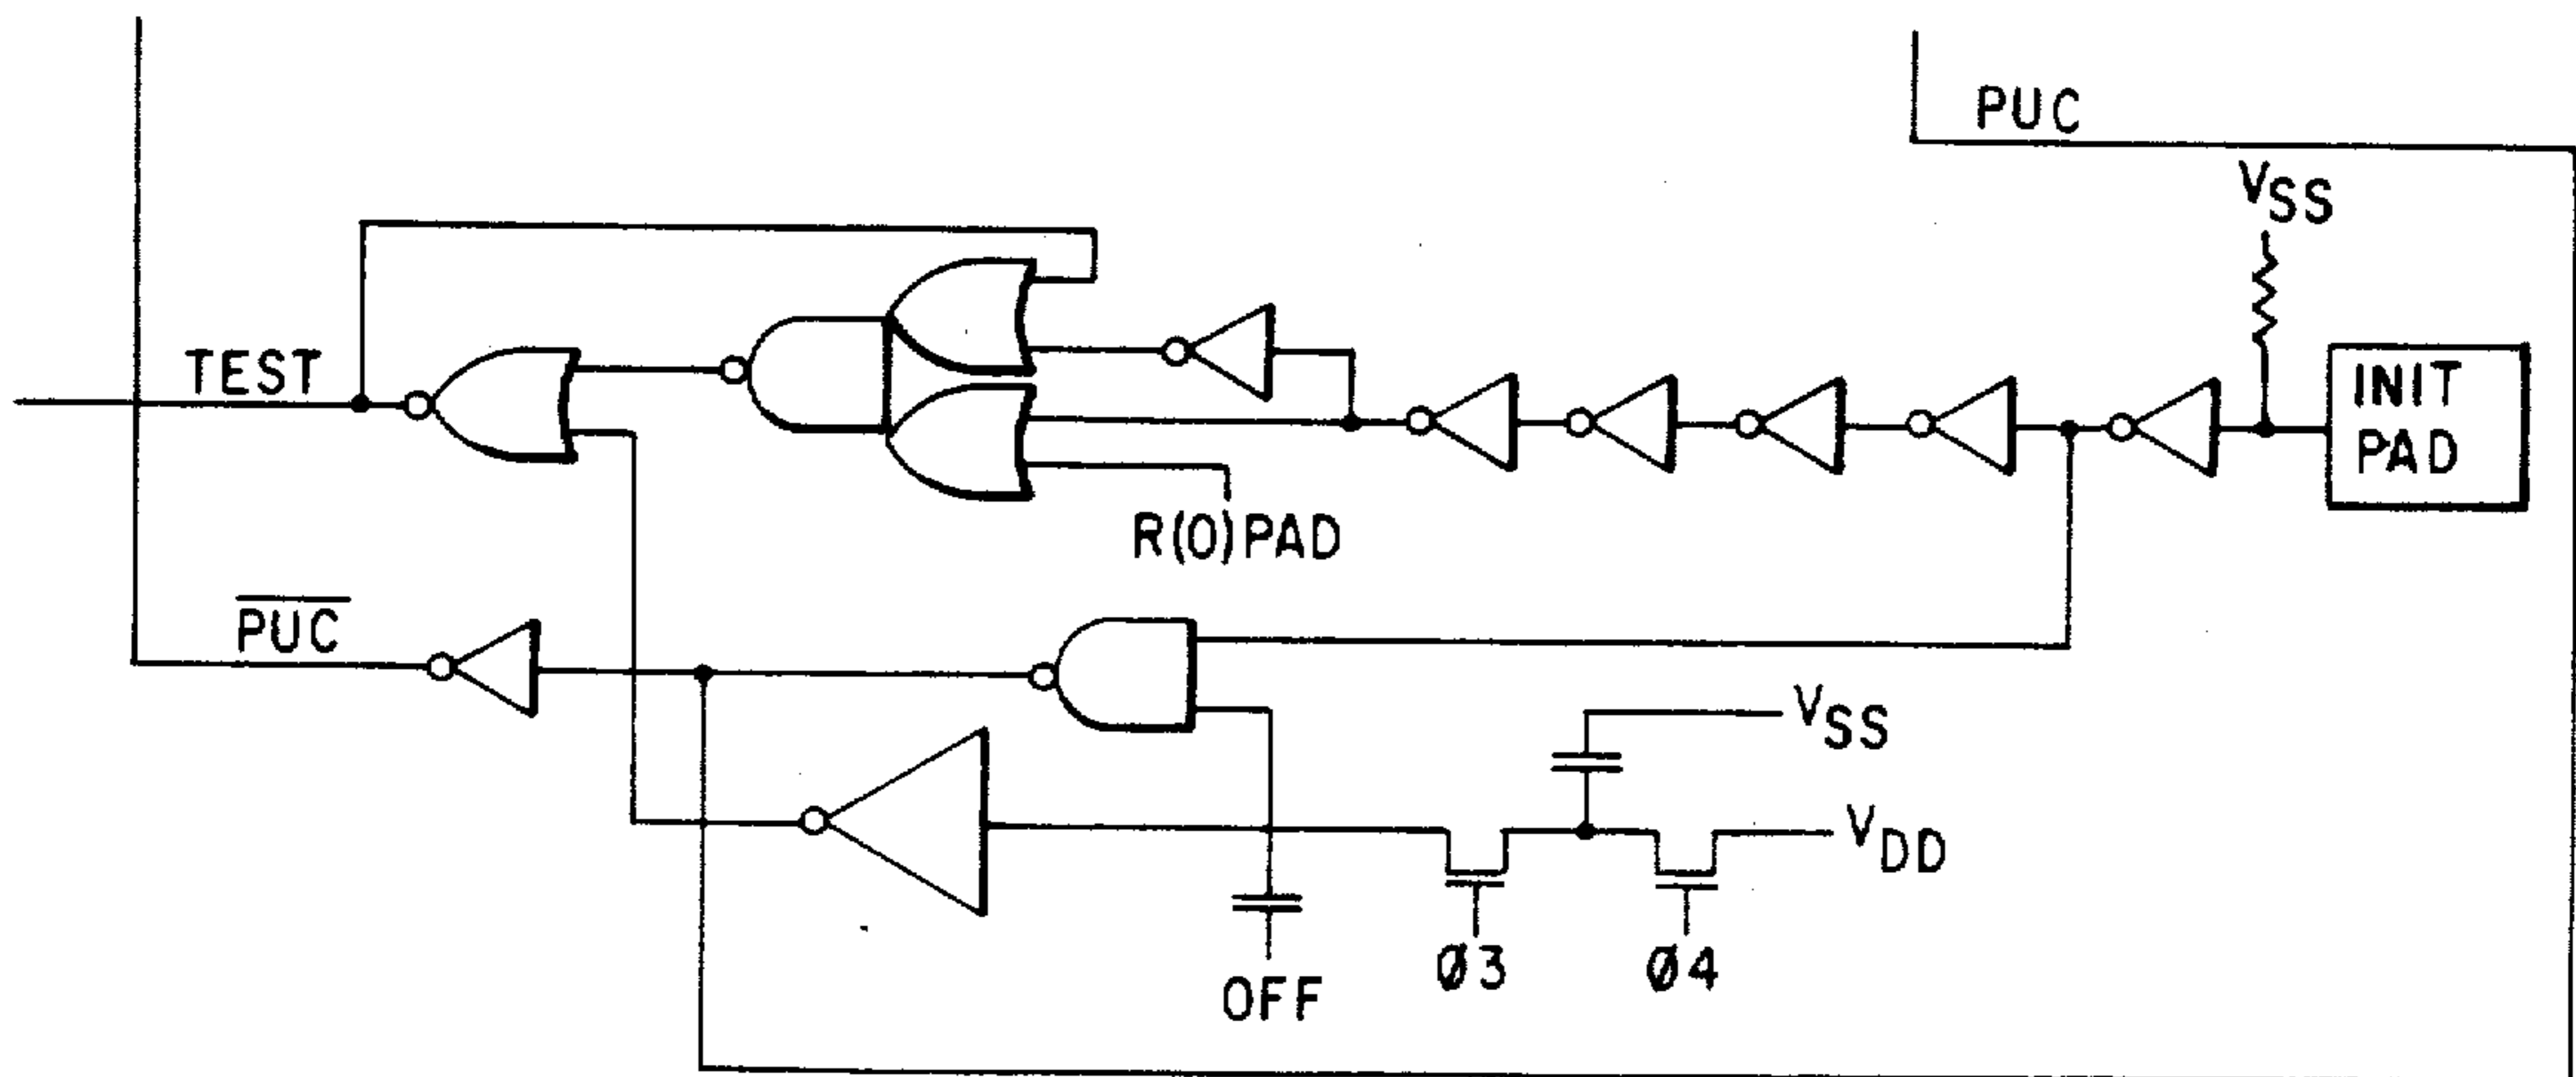 PUC
VSS
TEST
INIT
PAD
R(0)PAD
PUC
VSS
VDD
Ø3
Ø4
OFF